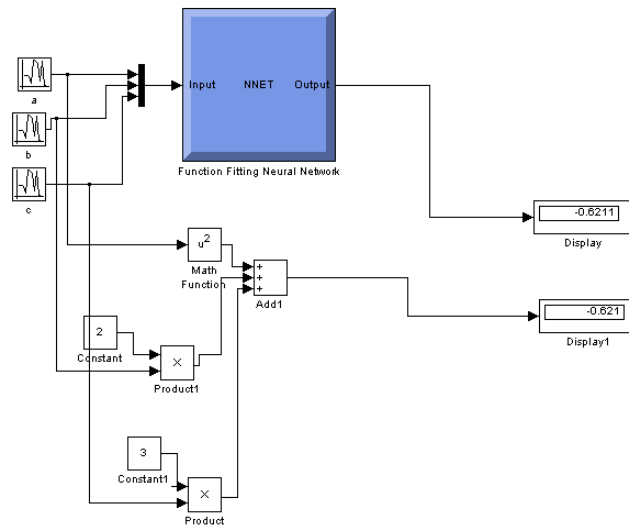 a
b
c
Input NNET Output
Function Fitting Neural Network
-0.6211
Display
u²
Math
Function
+
+
+
Add1
-0.621
Display1
2
Constant
×
Product1
3
Constant1
×
Product